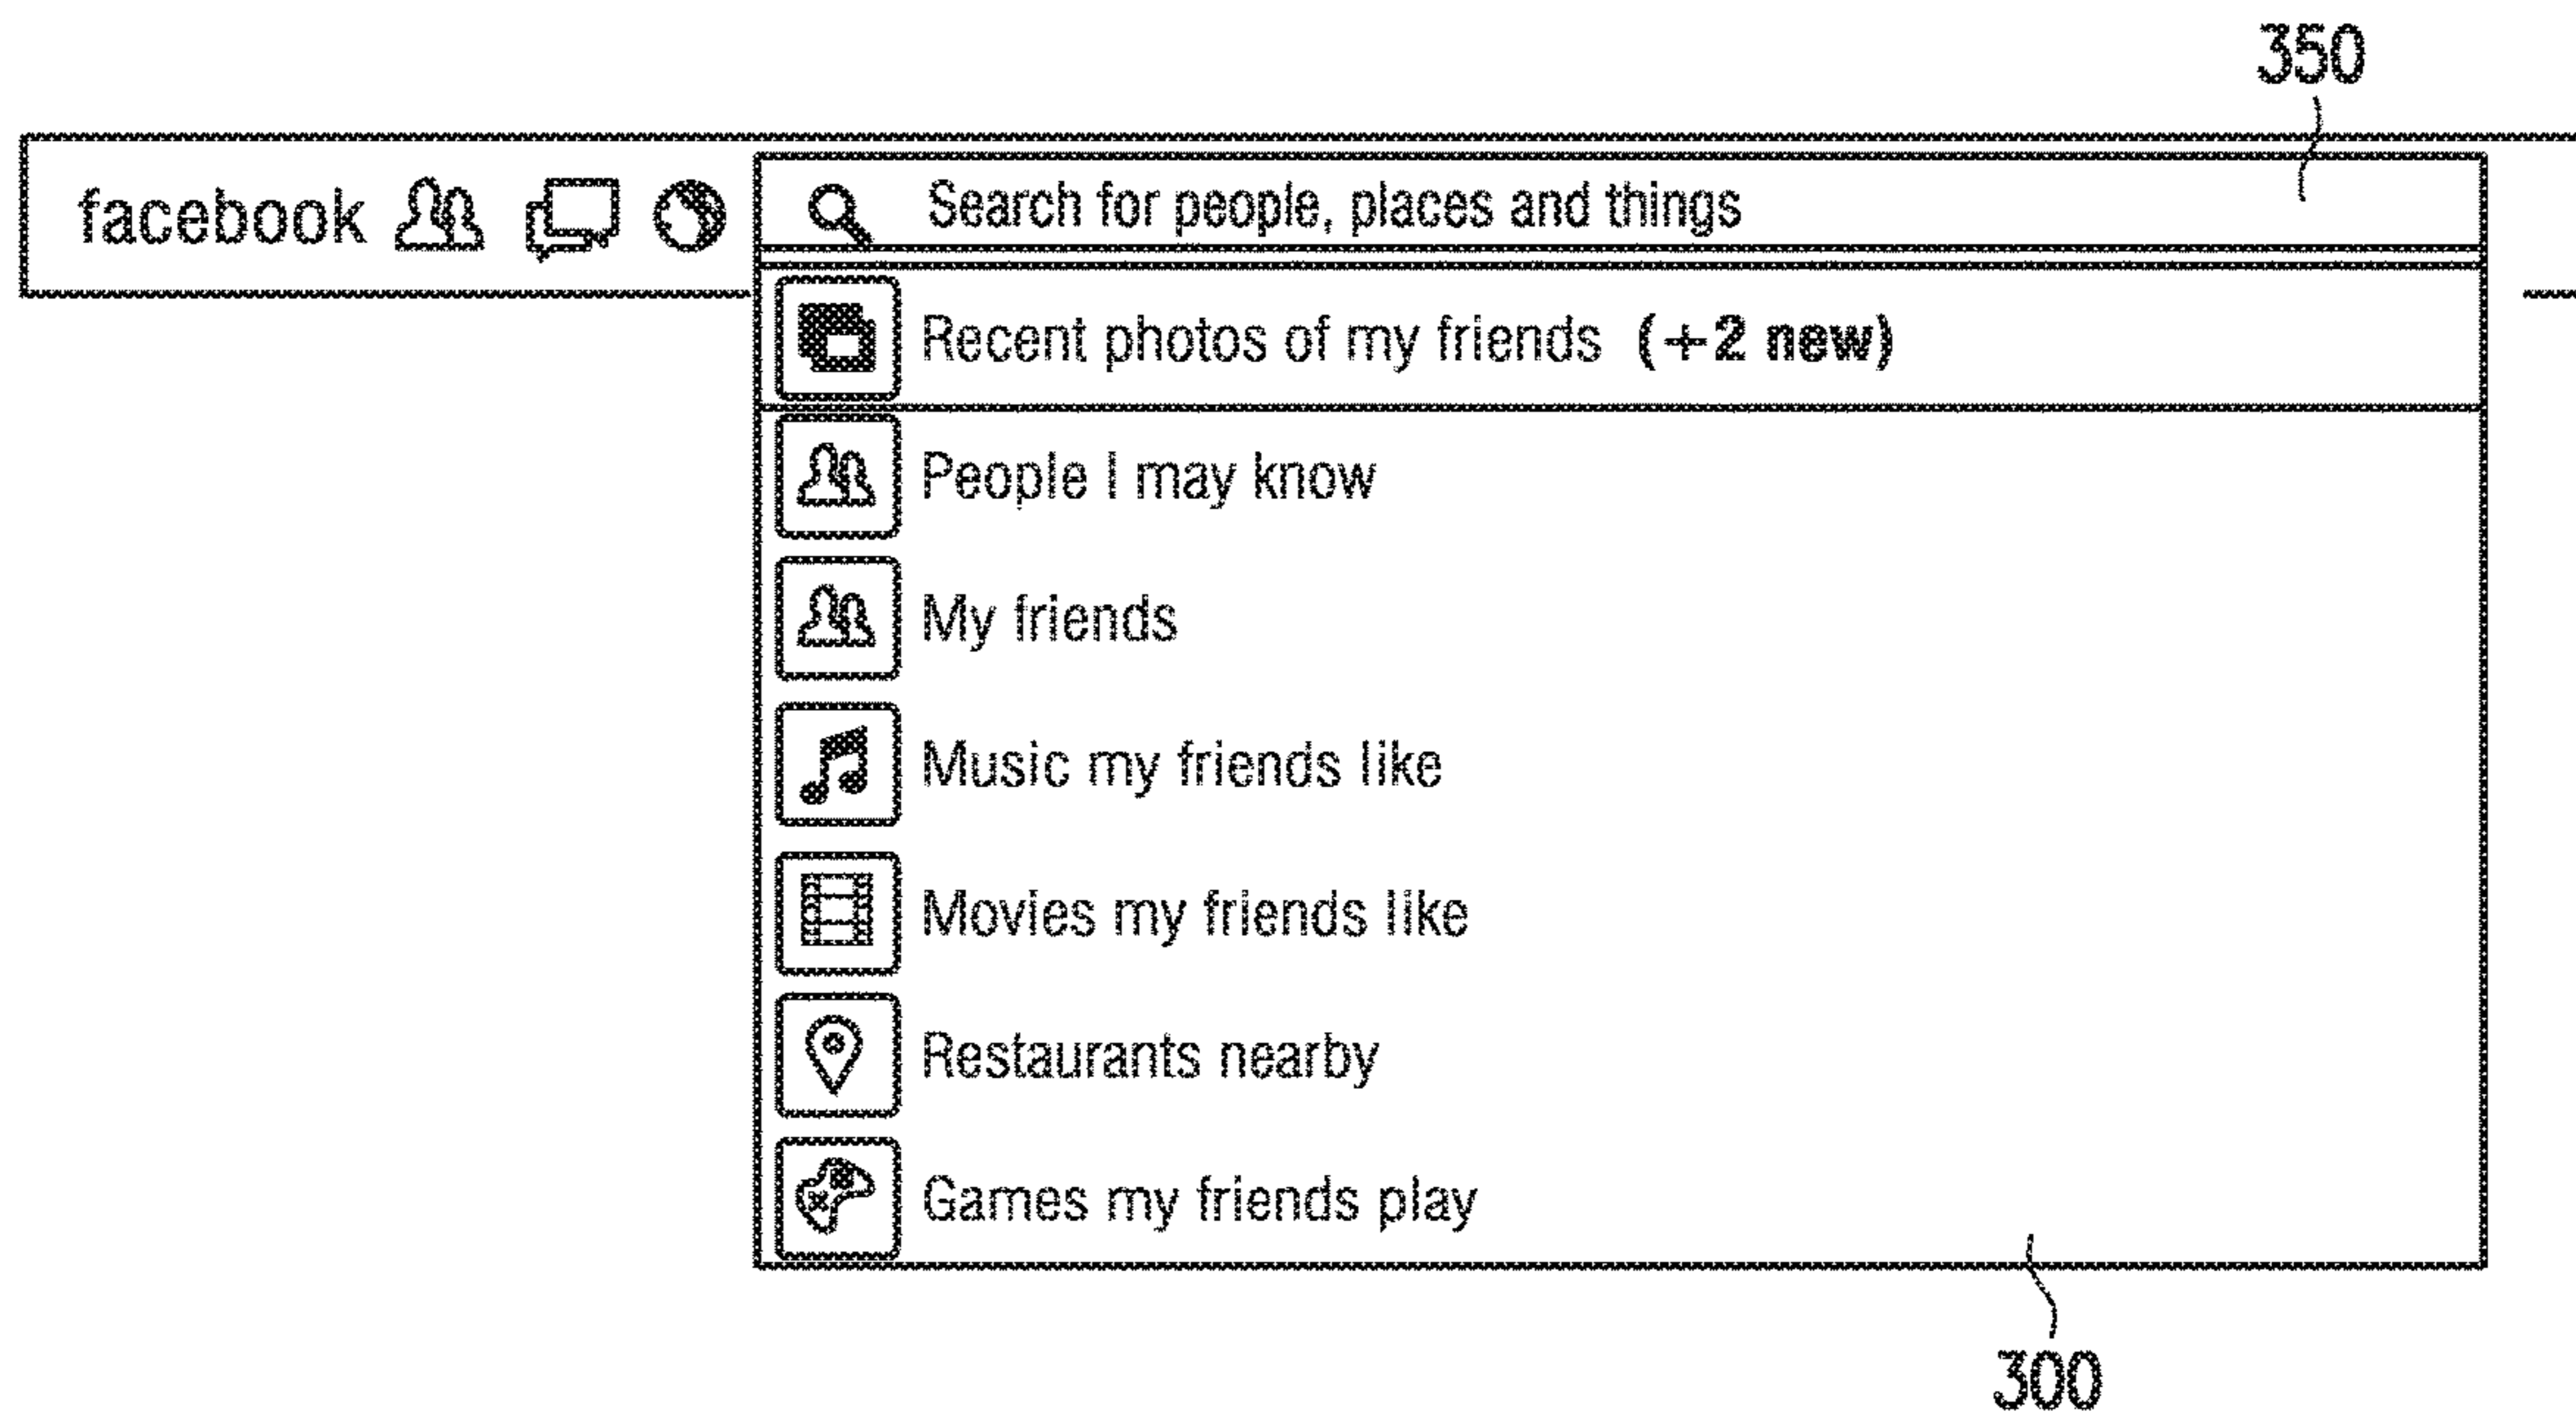 350
facebook Search for people, places and things
Recent photos of my friends (+2 new)
People I may know
My friends
Music my friends like
Movies my friends like
Restaurants nearby
Games my friends play
300